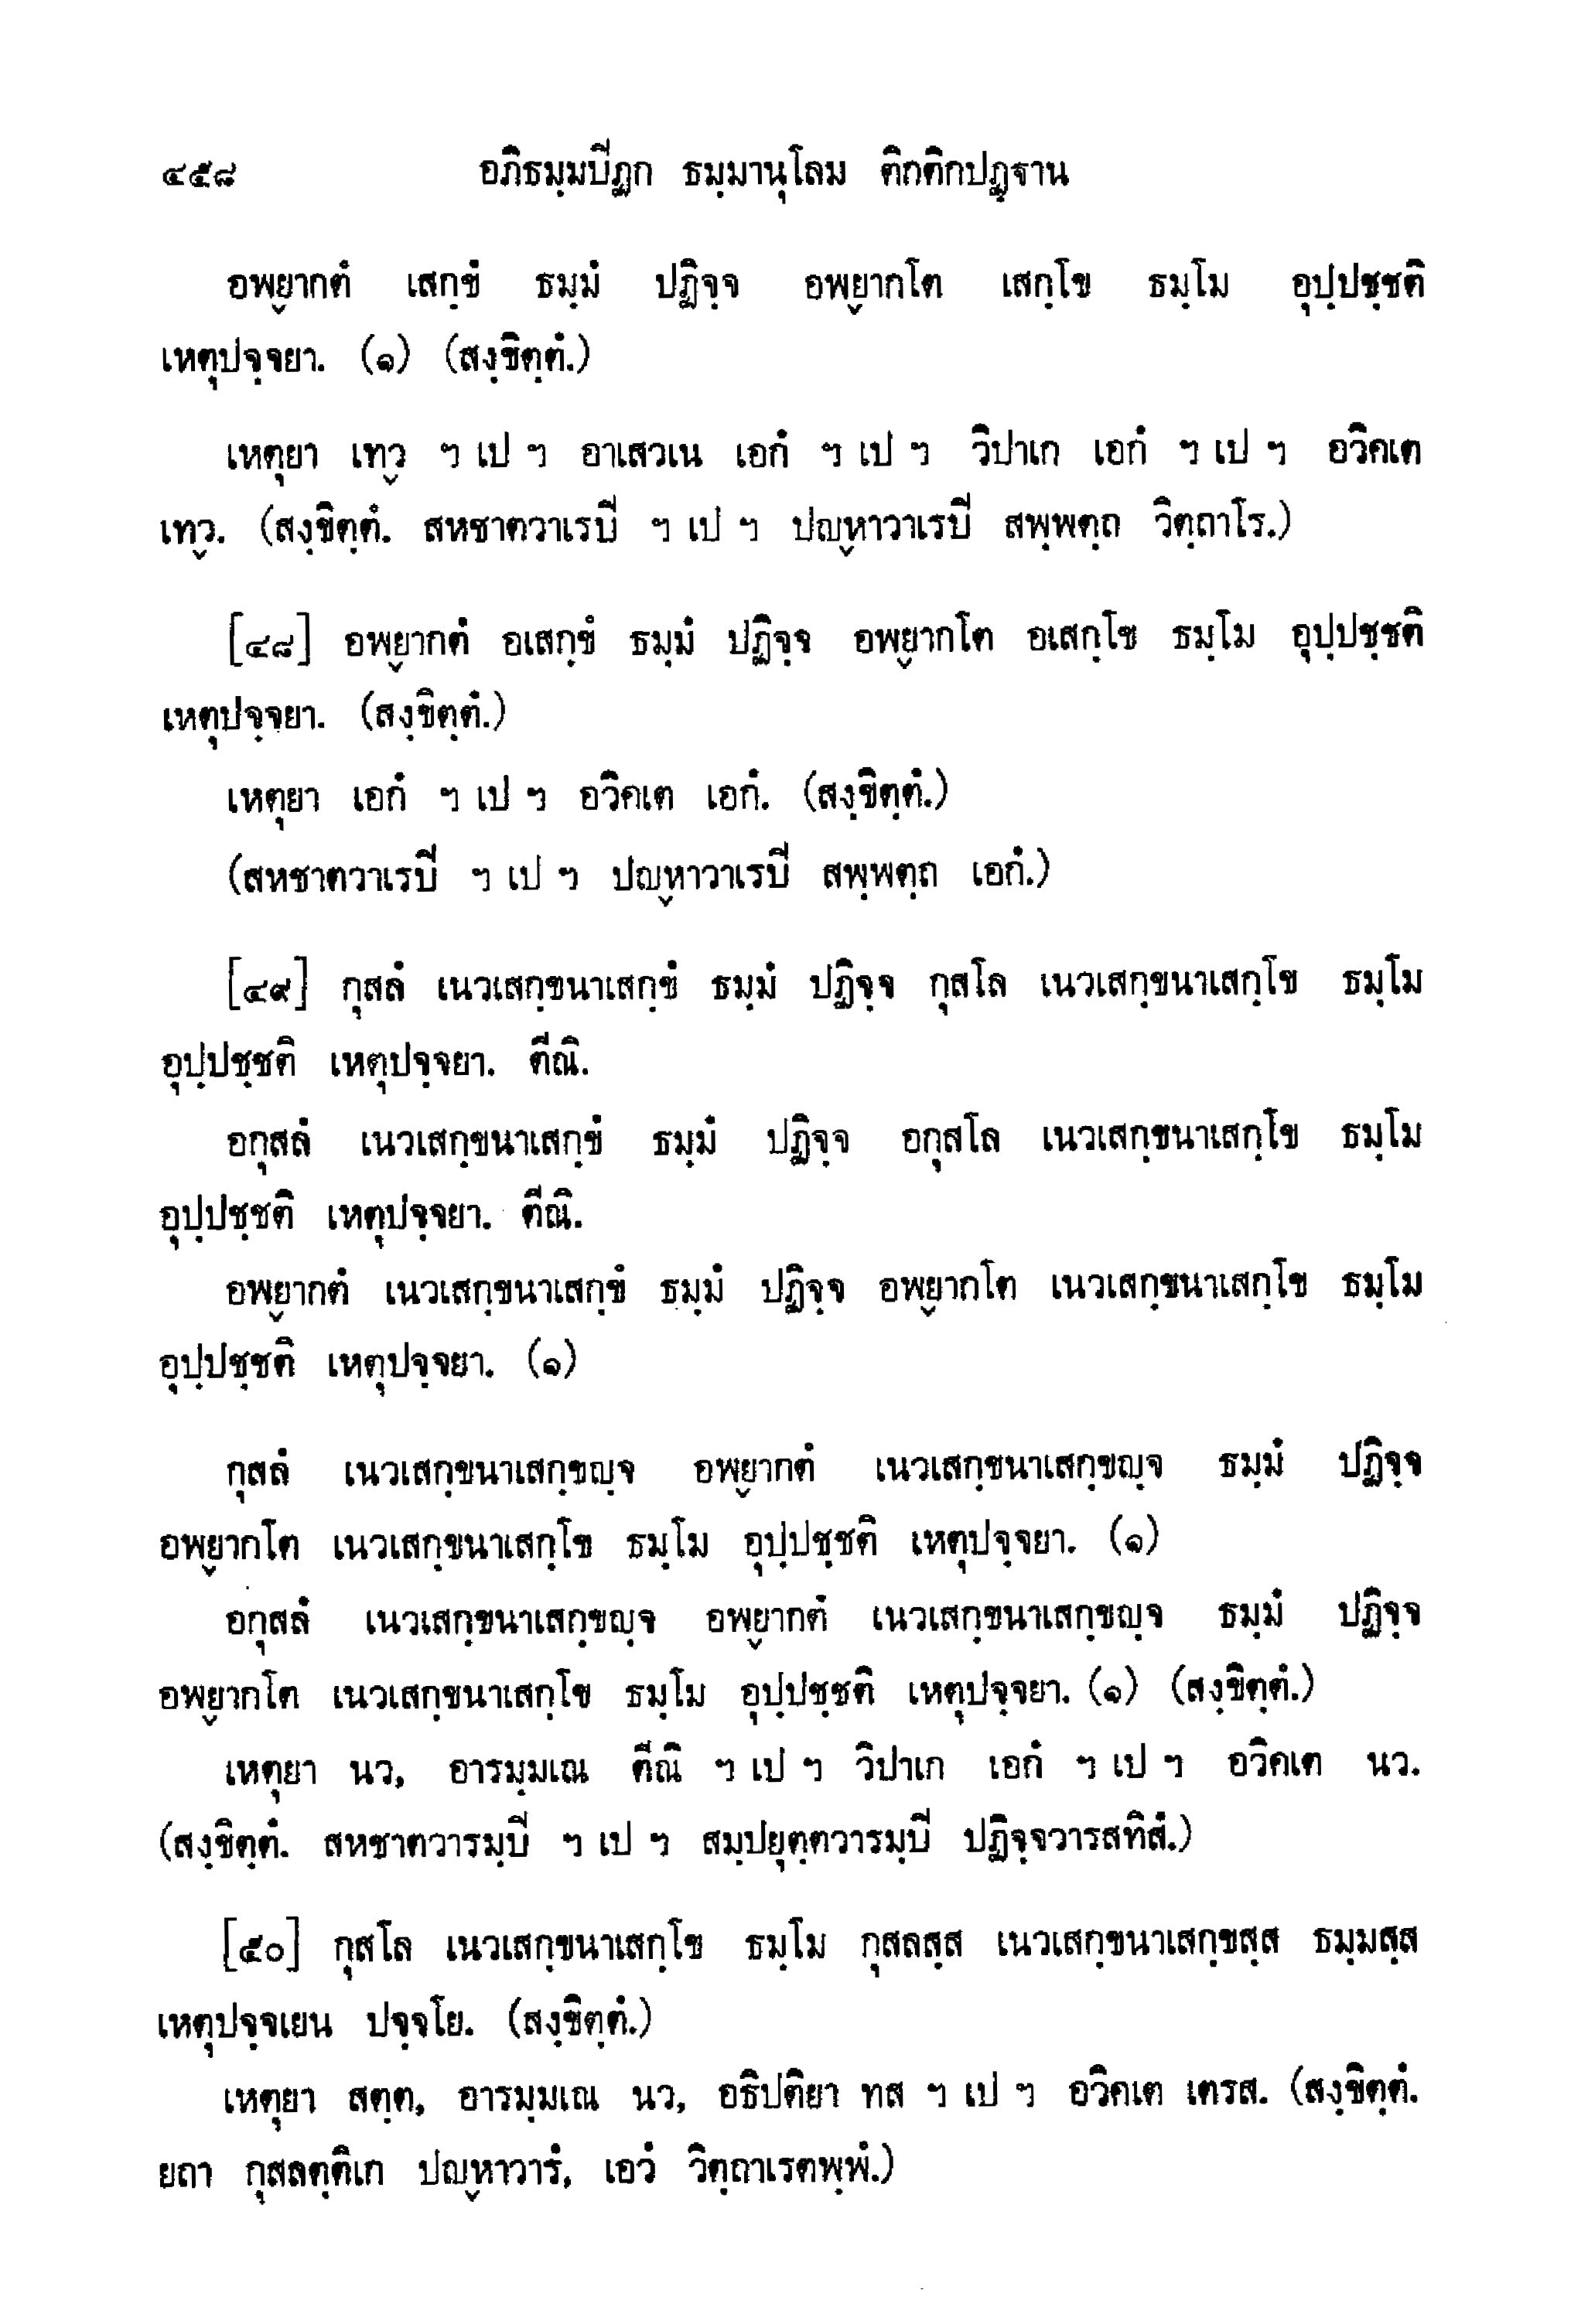 ๔๕๘ อภิธมฺมปิฏก ธมฺมานุโลม ติกติกปฏฺฐาน
อพฺยากตํ เสกฺขํ ธมฺมํ ปฏิจฺจ อพฺยากโต เสกฺโข ธมฺโม อุปฺปชฺชติ
เหตุปจฺจยา. (๑) (สงฺขิตฺตํ.)
เหตุยา เทฺว ฯ เป ฯ อาเสวเน เอกํ ฯ เป ฯ วิปาเก เอกํ ฯ เป ฯ อวิคเต
เทฺว. (สงฺขิตฺตํ. สหชาตวาเรปิ ฯ เป ฯ ปญฺหาวาเรปิ สพฺพตฺถ วิตฺถาโร.)
[๔๘] อพฺยากตํ อเสกฺขํ ธมฺมํ ปฏิจฺจ อพฺยากโต อเสกฺโข ธมฺโม อุปฺปชฺชติ
เหตุปจฺจยา. (สงฺขิตฺตํ.)
เหตุยา เอกํ ฯ เป ฯ อวิคเต เอกํ. (สงฺขิตฺตํ.)
(สหชาตวาเรปิ ฯ เป ฯ ปญฺหาวาเรปิ สพฺพตฺถ เอกํ.)
[๔๙] กุสลํ เนวเสกฺขนาเสกฺขํ ธมฺมํ ปฏิจฺจ กุสโล เนวเสกฺขนาเสกฺโข ธมฺโม
อุปฺปชฺชติ เหตุปจฺจยา. ตีณิ.
อกุสลํ เนวเสกฺขนาเสกฺขํ ธมฺมํ ปฏิจฺจ อกุสโล เนวเสกฺขนาเสกฺโข ธมฺโม
อุปฺปชฺชติ เหตุปจฺจยา. ตีณิ.
อพฺยากตํ เนวเสกฺขนาเสกฺขํ ธมฺมํ ปฏิจฺจ อพฺยากโต เนวเสกฺขนาเสกฺโข ธมฺโม
อุปฺปชฺชติ เหตุปจฺจยา. (๑)
กุสลํ เนวเสกฺขนาเสกฺขญฺจ อพฺยากตํ เนวเสกฺขนาเสกฺขญฺจ ธมฺมํ ปฏิจฺจ
อพฺยากโต เนวเสกฺขนาเสกฺโข ธมฺโม อุปฺปชฺชติ เหตุปจฺจยา. (๑)
อกุสลํ เนวเสกฺขนาเสกฺขญฺจ อพฺยากตํ เนวเสกฺขนาเสกฺขญฺจ ธมฺมํ ปฏิจฺจ
อพฺยากโต เนวเสกฺขนาเสกฺโข ธมฺโม อุปฺปชฺชติ เหตุปจฺจยา. (๑) (สงฺขิตฺตํ.)
เหตุยา นว, อารมฺมเณ ตีณิ ฯ เป ฯ วิปาเก เอกํ ฯ เป ฯ อวิคเต นว.
(สงฺขิตฺตํ. สหชาตวารมฺปิ ฯ เป ฯ สมฺปยุตฺตวารมฺปิ ปฏิจฺจวารสทิสํ.)
[๕๐] กุสโล เนวเสกฺขนาเสกฺโข ธมฺโม กุสลสฺส เนวเสกฺขนาเสกฺขสฺส ธมฺมสฺส
เหตุปจฺจเยน ปจฺจโย. (สงฺขิตฺตํ.)
เหตุยา สตฺต, อารมฺมเณ นว, อธิปติยา ทส ฯ เป ฯ อวิคเต เตรส. (สงฺขิตฺตํ.
ยถา กุสลตฺติเก ปญฺหาวารํ, เอวํ วิตฺถาเรตพฺพํ.)